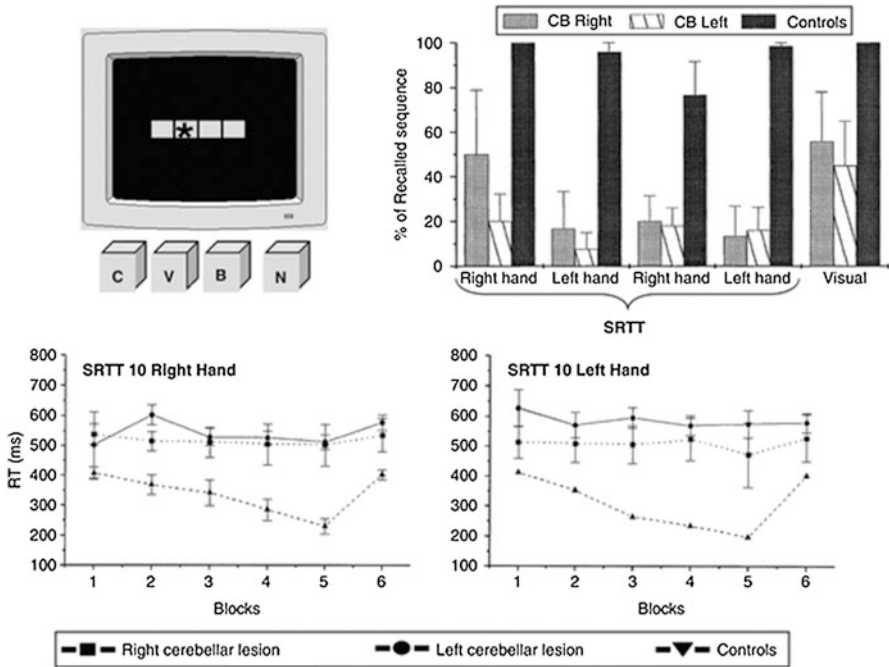 CB Right CB Left Controls
% of Recalled sequence
100
80
60
40
20
0
Right hand Left hand Right hand Left hand Visual
SRTT
*
C V B N
SRTT 10 Right Hand
RT (ms)
800
700
600
500
400
300
200
100
1 2 3 4 5 6
Blocks
SRTT 10 Left Hand
800
700
600
500
400
300
200
100
1 2 3 4 5 6
Blocks
Right cerebellar lesion Left cerebellar lesion Controls